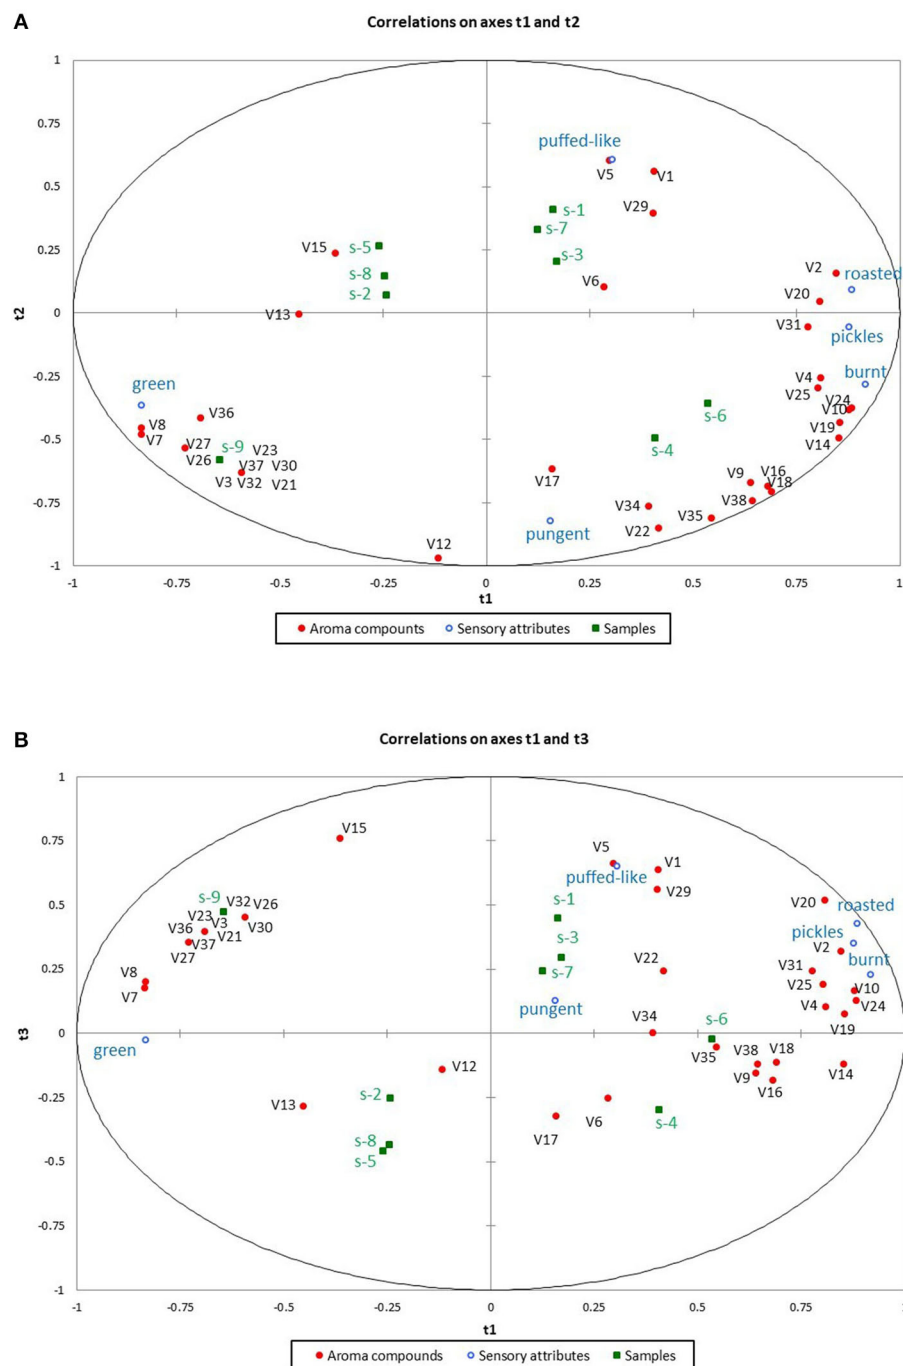 A
Correlations on axes t1 and t2
1
puffed-like
0.75
V5 V1
V29
s-1
s-7
0.5
V15 s-5
s-3
0.25
s-8
V6
V2 roasted
s-2
V20
t2
0
V13
V31
pickles
green
V4 burnt
-0.25
V36
V25 V24
V8
s-6
V10
V7 V27 s-9 V23
V19
-0.5
V26 V37 V30
s-4
V14
V3 V32 V21
V17
V9 V16
V34
V18
-0.75
V38
V35
pungent V22
V12
-1
-1 -0.75 -0.5 -0.25 0 0.25 0.5 0.75 1
t1
Aroma compounts Sensory attributes Samples
B
Correlations on axes t1 and t3
1
V15
0.75
V5 V1
puffed-like
V29
s-9 V32 V26
s-1
V20 roasted
0.5
V23 V3
V36 V21 V30
s-3
pickles V2
V37
V27
V22
V31 burnt
0.25
V8
s-7
V25 V10
V7
pungent
V4 V24
V34
s-6
V19
t3
0
green
V12
V35 V38 V18
V14
s-2
V9 V16
-0.25
V13
V17 V6 s-4
s-8
s-5
-0.5
-0.75
-1
-1 -0.75 -0.5 -0.25 0 0.25 0.5 0.75 1
t1
Aroma compounds Sensory attributes Samples